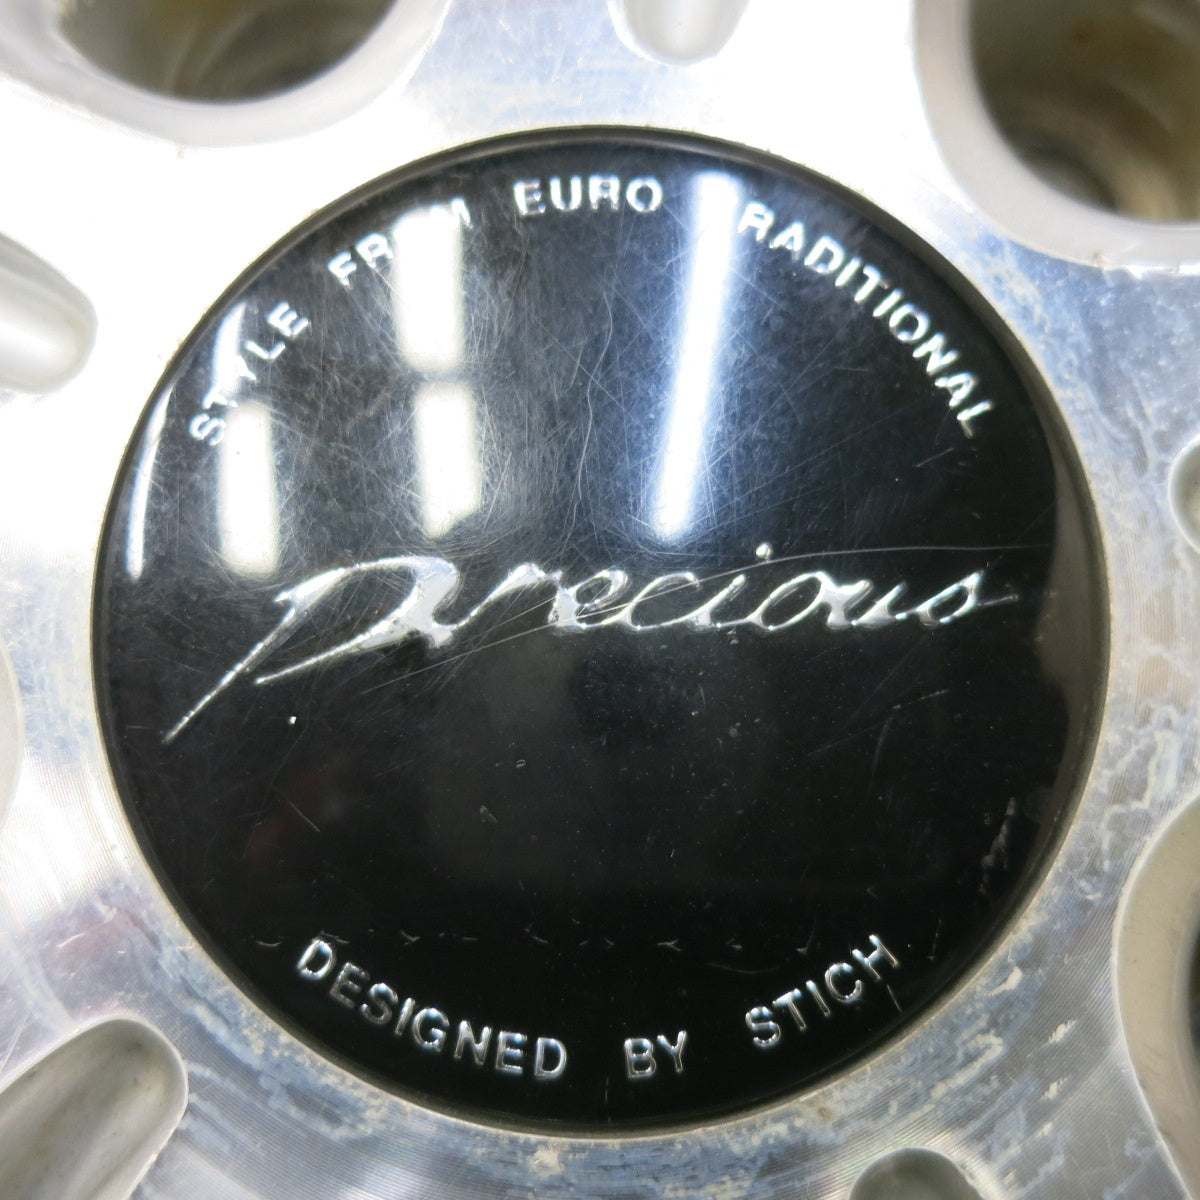 STYLE FROM EURO TRADITIONAL
Precious
DESIGNED BY STICH